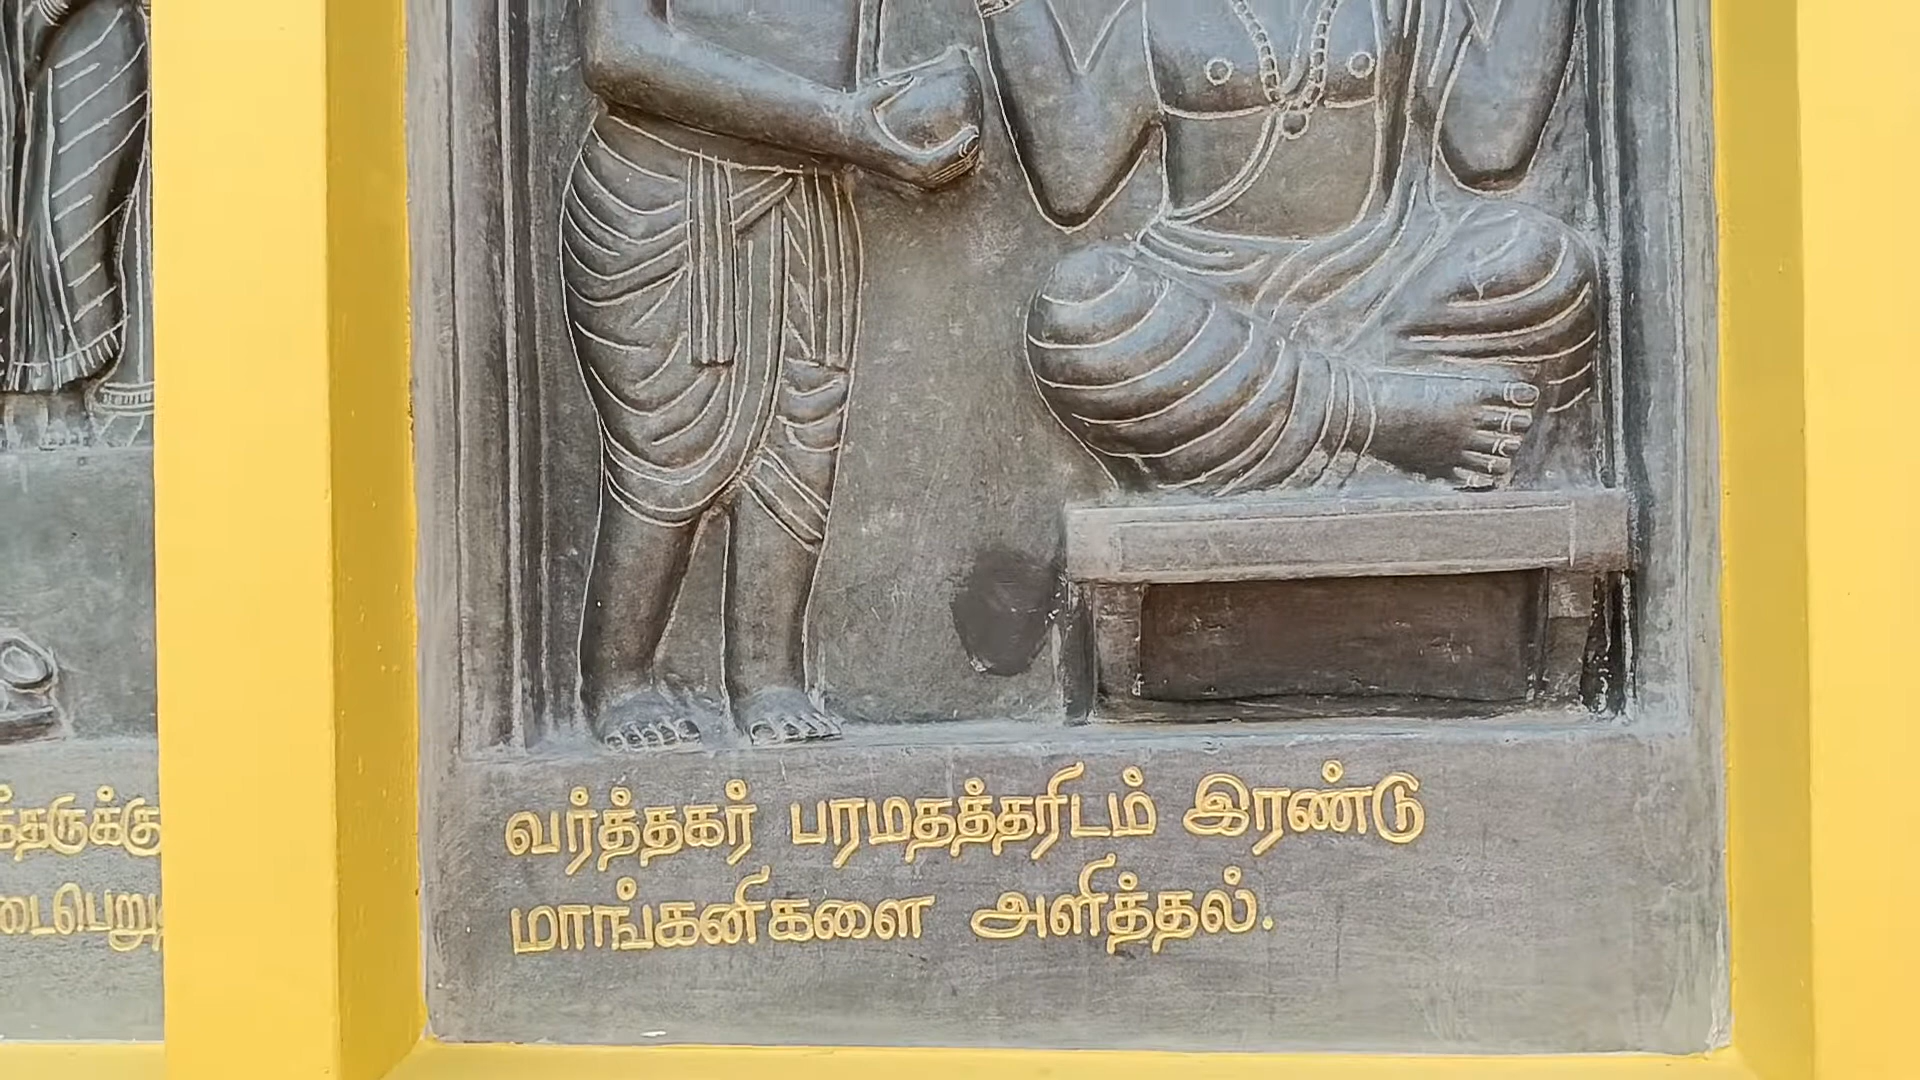 வர்த்தகர் பரமதத்தரிடம் இரண்டு
மாங்கனிகளை அளித்தல்.